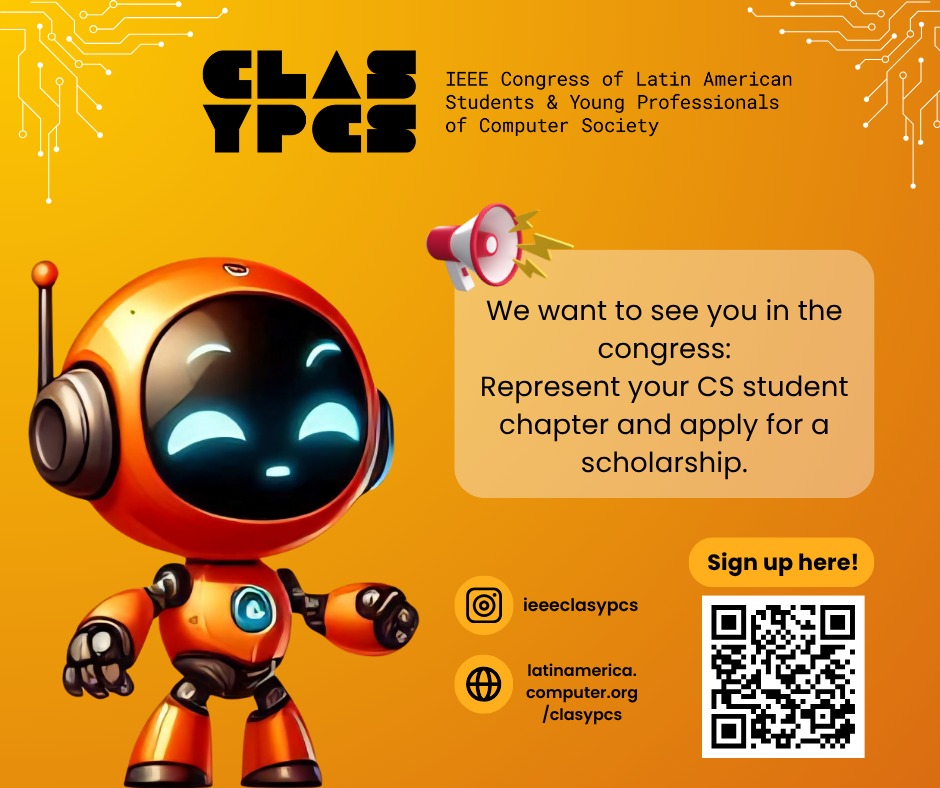 CLAS
YPCS
IEEE Congress of Latin American
Students & Young Professionals
of Computer Society
We want to see you in the
congress:
Represent your CS student
chapter and apply for a
scholarship.
Sign up here!
ieeeclasypcs
latinamerica.
computer.org
/clasypcs